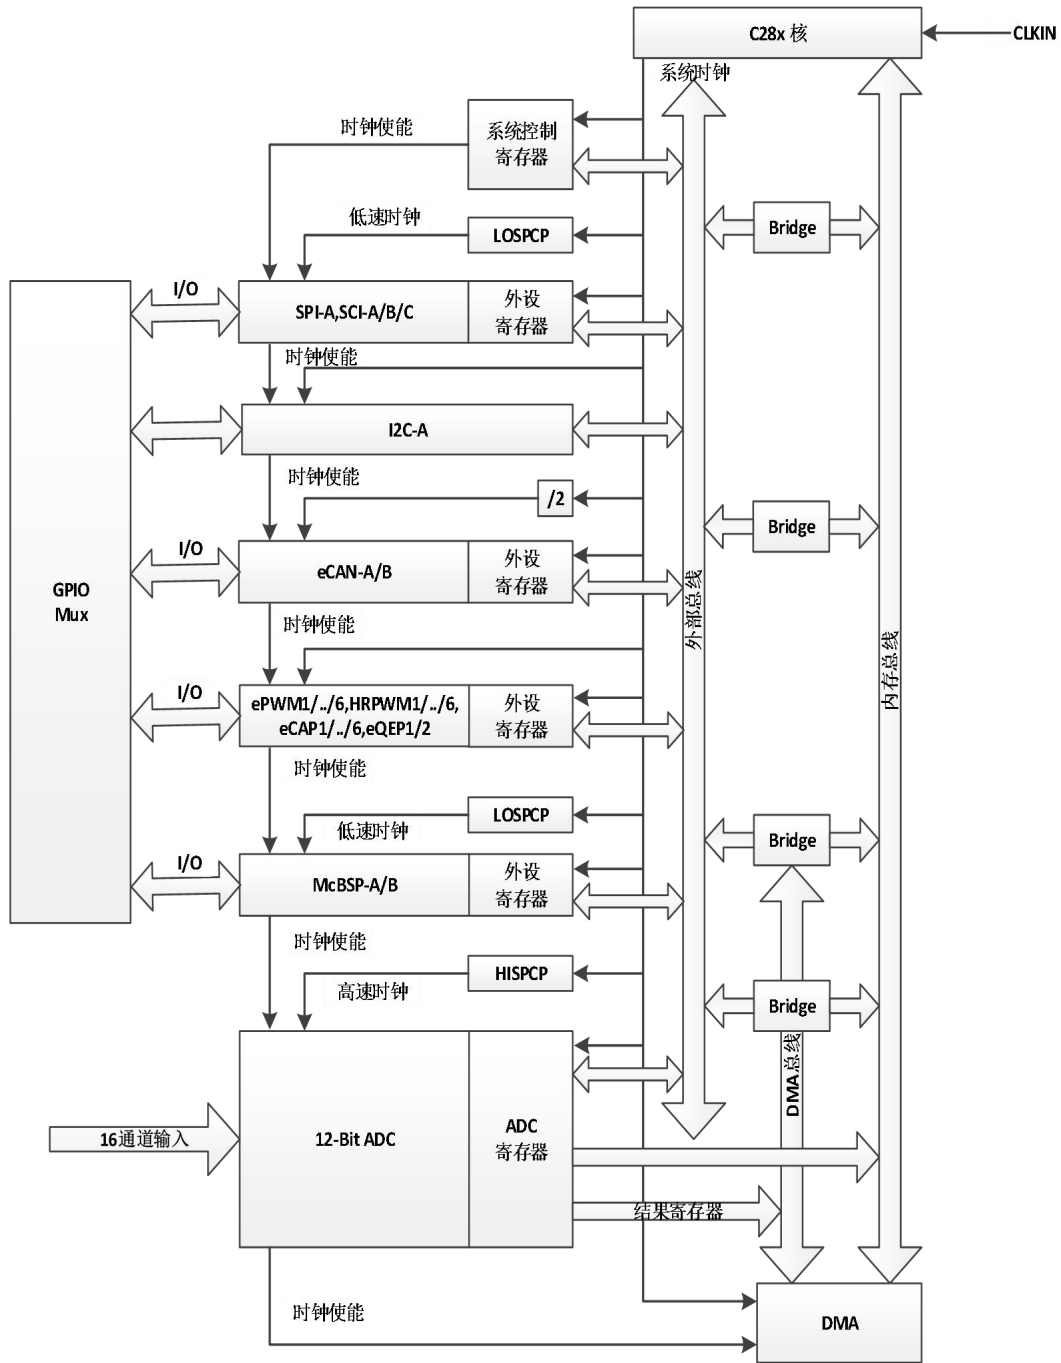 C28x 核
CLKIN
系统时钟
时钟使能
系统控制
寄存器
低速时钟
LOSPCP
Bridge
I/O
SPI-A,SCI-A/B/C
外设
寄存器
时钟使能
I2C-A
时钟使能
/2
Bridge
I/O
eCAN-A/B
外设
寄存器
GPIO
Mux
外部总线
内存总线
时钟使能
I/O
ePWM1/../6,HRPWM1/../6,
eCAP1/../6,eQEP1/2
外设
寄存器
时钟使能
LOSPCP
低速时钟
Bridge
I/O
McBSP-A/B
外设
寄存器
时钟使能
HISPCP
高速时钟
Bridge
DMA总线
16通道输入
12-Bit ADC
ADC
寄存器
结果寄存器
时钟使能
DMA